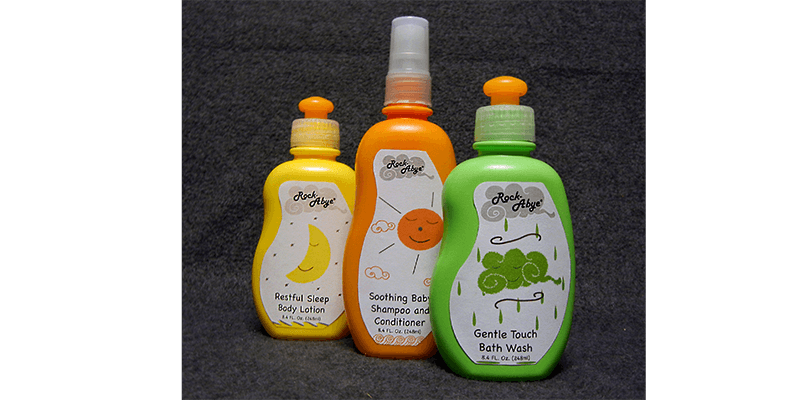 Rock-
Abye®
Restful Sleep
Body Lotion
8.4 FL. Oz. (248ml)
Rock-
Abye®
Soothing Baby
Shampoo and
Conditioner
8.4 FL. Oz. (248ml)
Rock-
Abye®
Gentle Touch
Bath Wash
8.4 FL. Oz. (248ml)